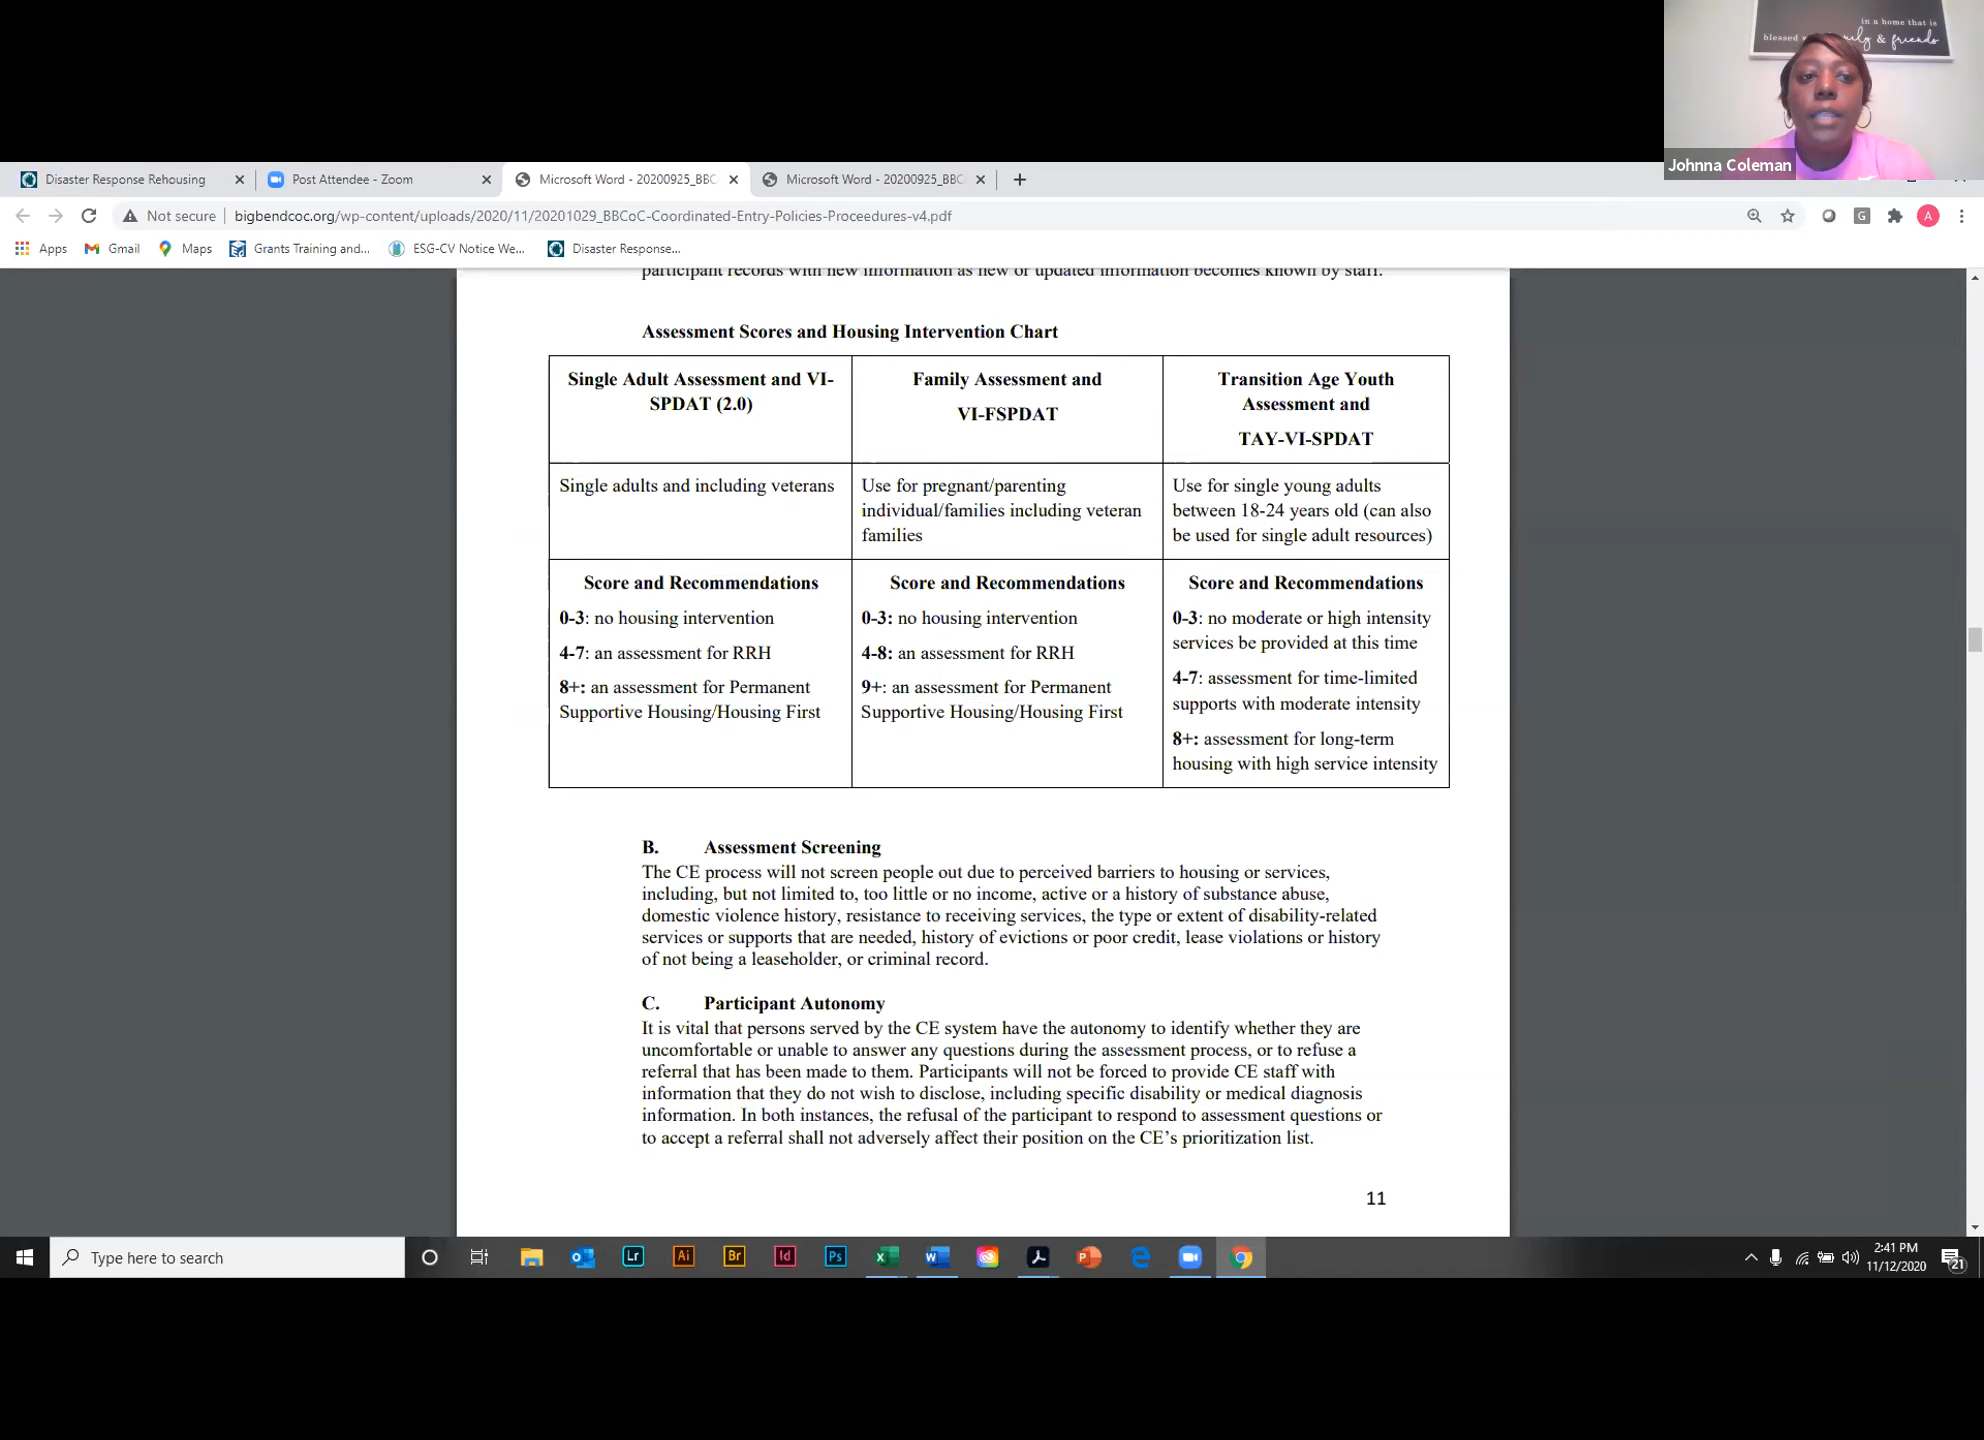 in a home that is
blessed
family & friends
Johnna Coleman
Disaster Response Rehousing
Post Attendee - Zoom
Microsoft Word - 20200925_BBC
Microsoft Word - 20200925_BBC
Not secure
bigbendcoc.org/wp-content/uploads/2020/11/20201029_BBCoC-Coordinated-Entry-Policies-Proceedures-v4.pdf
G
A
Apps
Gmail
Maps
Grants Training and...
ESG-CV Notice We...
Disaster Response...
participant records with new information as new or updated information becomes known by staff.
Assessment Scores and Housing Intervention Chart
Single Adult Assessment and VI-
SPDAT (2.0)
Family Assessment and
VI-FSPDAT
Transition Age Youth
Assessment and
TAY-VI-SPDAT
Single adults and including veterans
Use for pregnant/parenting
individual/families including veteran
families
Use for single young adults
between 18-24 years old (can also
be used for single adult resources)
Score and Recommendations
0-3: no housing intervention
4-7: an assessment for RRH
8+: an assessment for Permanent
Supportive Housing/Housing First
Score and Recommendations
0-3: no housing intervention
4-8: an assessment for RRH
9+: an assessment for Permanent
Supportive Housing/Housing First
Score and Recommendations
0-3: no moderate or high intensity
services be provided at this time
4-7: assessment for time-limited
supports with moderate intensity
8+: assessment for long-term
housing with high service intensity
B. Assessment Screening
The CE process will not screen people out due to perceived barriers to housing or services,
including, but not limited to, too little or no income, active or a history of substance abuse,
domestic violence history, resistance to receiving services, the type or extent of disability-related
services or supports that are needed, history of evictions or poor credit, lease violations or history
of not being a leaseholder, or criminal record.
C. Participant Autonomy
It is vital that persons served by the CE system have the autonomy to identify whether they are
uncomfortable or unable to answer any questions during the assessment process, or to refuse a
referral that has been made to them. Participants will not be forced to provide CE staff with
information that they do not wish to disclose, including specific disability or medical diagnosis
information. In both instances, the refusal of the participant to respond to assessment questions or
to accept a referral shall not adversely affect their position on the CE's prioritization list.
11
Type here to search
Lr
Ai
Br
Id
Ps
2:41 PM
11/12/2020
21